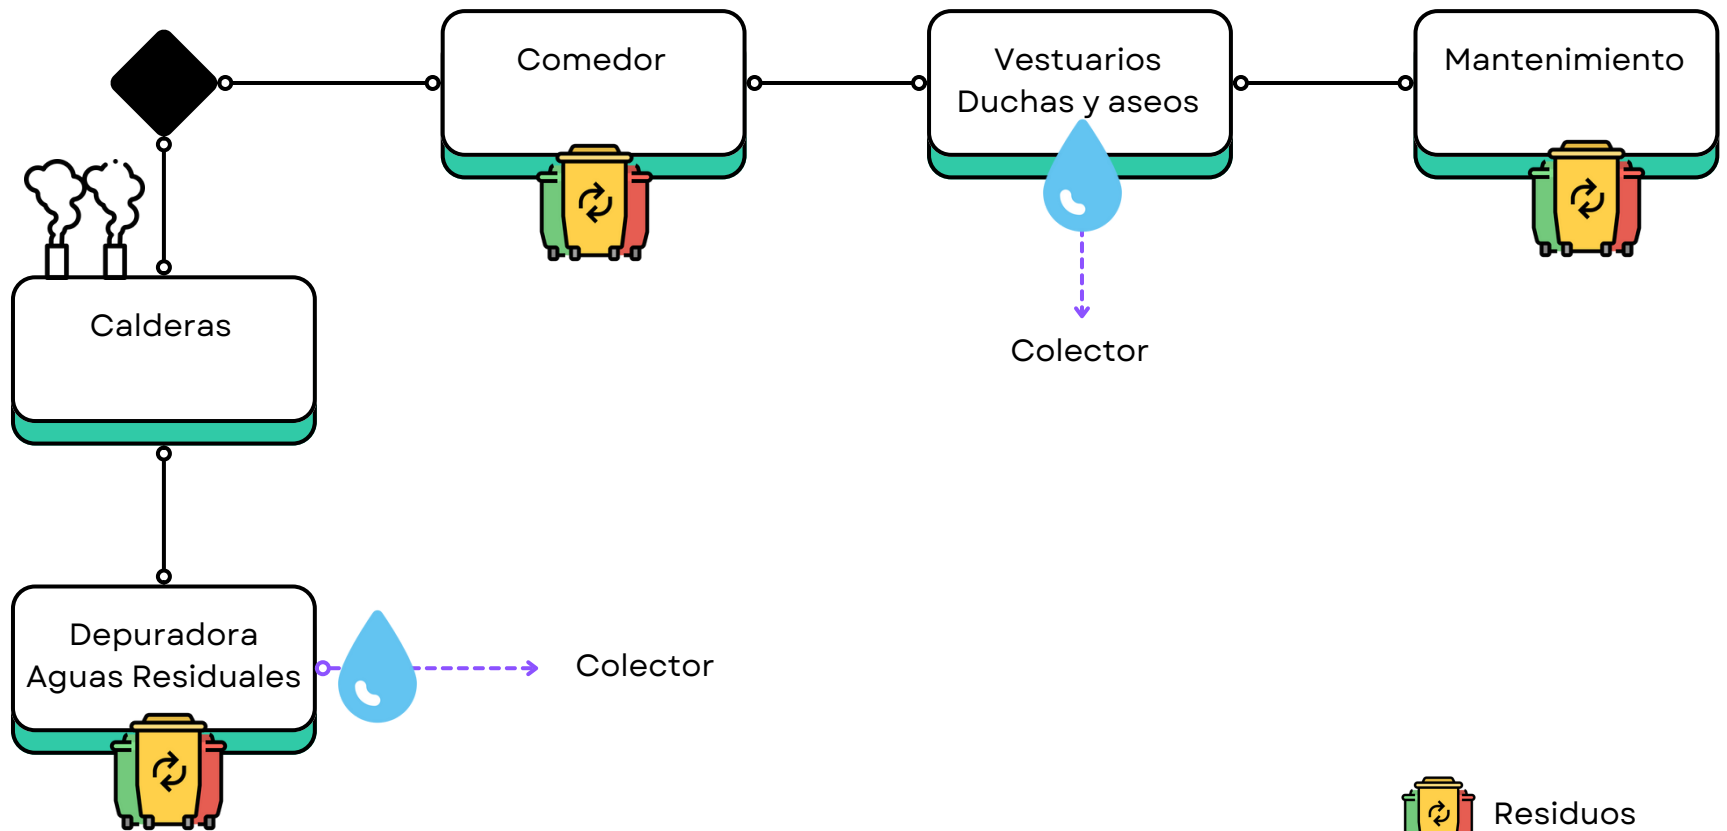 Comedor
Vestuarios
Duchas y aseos
Mantenimiento
Calderas
Colector
Depuradora
Aguas Residuales
Colector
Residuos